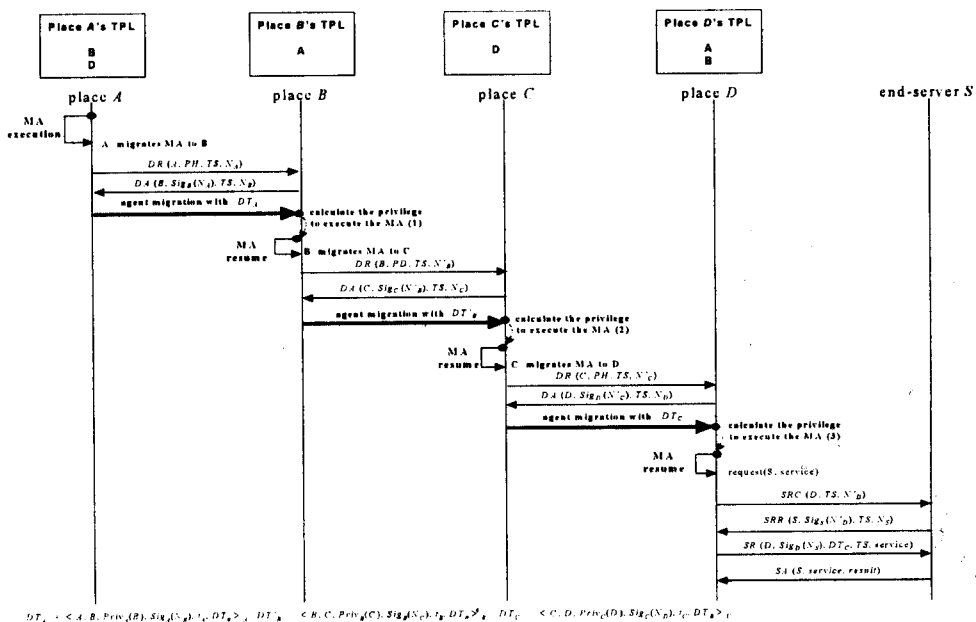 Place A's TPL
B
D
Place B's TPL
A
Place C's TPL
D
Place D's TPL
A
B
place A
place B
place C
place D
end-server S
MA
execution
A migrates MA to B
DR (A, PH, TS, N_A)
DA (B, Sig_B(N_A), TS, N_B)
agent migration with DT_A
calculate the privilege
to execute the MA (1)
MA
resume
B migrates MA to C
DR (B, PD, TS, N'_B)
DA (C, Sig_C(N'_B), TS, N_C)
agent migration with DT'_B
calculate the privilege
to execute the MA (2)
MA
resume
C migrates MA to D
DR (C, PH, TS, N'_C)
DA (D, Sig_D(N'_C), TS, N_D)
agent migration with DT_C
calculate the privilege
to execute the MA (3)
MA
resume
request(S, service)
SRC (D, TS, N'_D)
SRR (S, Sig_S(N'_D), TS, N_S)
SR (D, Sig_D(N_S), DT_C, TS, service)
SA (S, service, result)